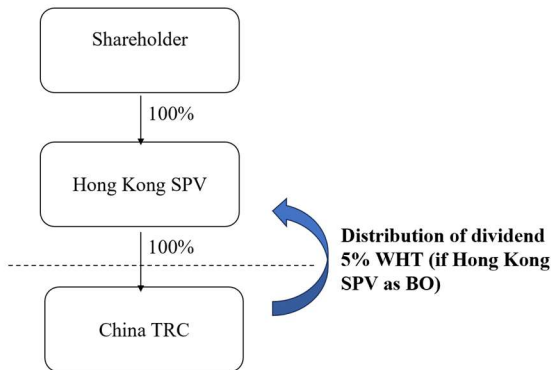 Shareholder
100%
Hong Kong SPV
100%
Distribution of dividend
5% WHT (if Hong Kong
SPV as BO)
China TRC